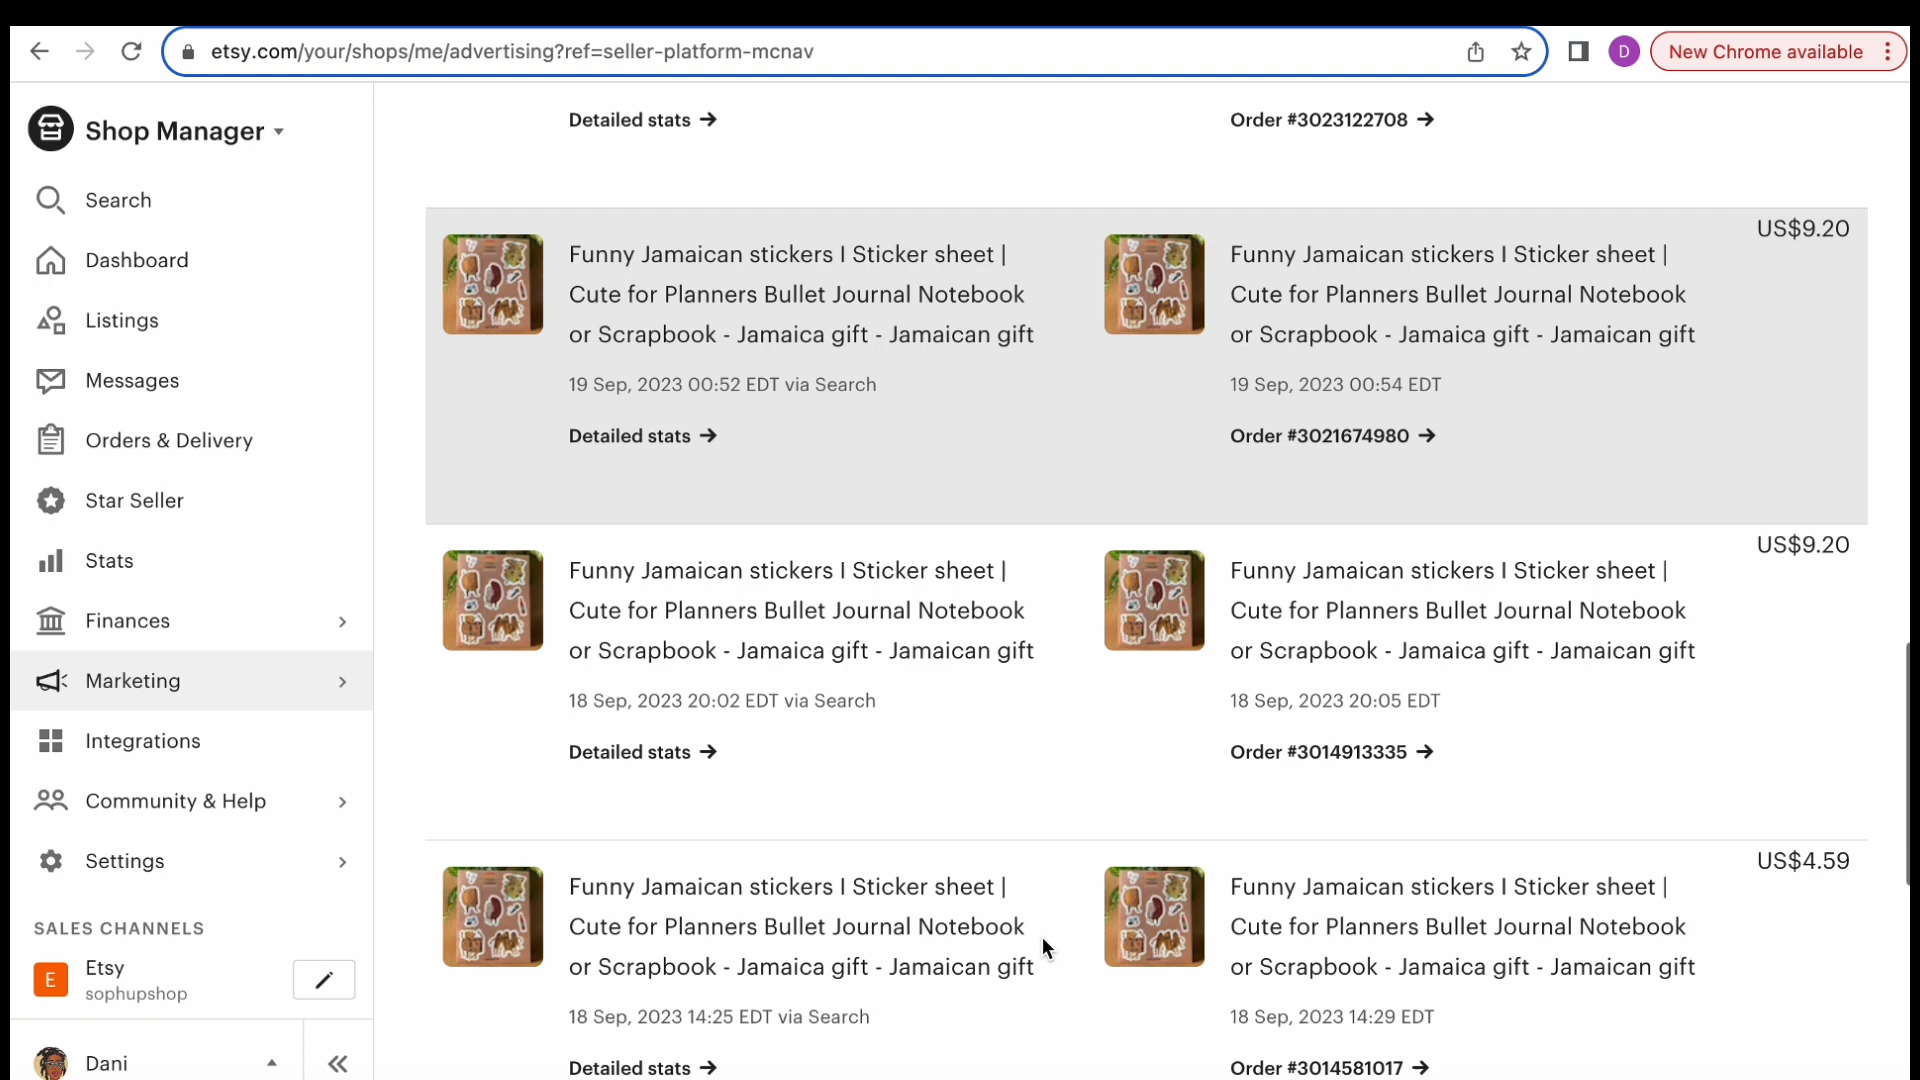 etsy.com/your/shops/me/advertising?ref=seller-platform-mcnav
D
New Chrome available
Shop Manager
Search
Dashboard
Listings
Messages
Orders & Delivery
Star Seller
Stats
Finances
Marketing
Integrations
Community & Help
Settings
SALES CHANNELS
E
Etsy
sophupshop
Dani
Detailed stats →
Order #3023122708 →
Funny Jamaican stickers I Sticker sheet |
Cute for Planners Bullet Journal Notebook
or Scrapbook - Jamaica gift - Jamaican gift
19 Sep, 2023 00:52 EDT via Search
Detailed stats →
Funny Jamaican stickers I Sticker sheet |
Cute for Planners Bullet Journal Notebook
or Scrapbook - Jamaica gift - Jamaican gift
19 Sep, 2023 00:54 EDT
Order #3021674980 →
US$9.20
Funny Jamaican stickers I Sticker sheet |
Cute for Planners Bullet Journal Notebook
or Scrapbook - Jamaica gift - Jamaican gift
18 Sep, 2023 20:02 EDT via Search
Detailed stats →
Funny Jamaican stickers I Sticker sheet |
Cute for Planners Bullet Journal Notebook
or Scrapbook - Jamaica gift - Jamaican gift
18 Sep, 2023 20:05 EDT
Order #3014913335 →
US$9.20
Funny Jamaican stickers I Sticker sheet |
Cute for Planners Bullet Journal Notebook
or Scrapbook - Jamaica gift - Jamaican gift
18 Sep, 2023 14:25 EDT via Search
Detailed stats →
Funny Jamaican stickers I Sticker sheet |
Cute for Planners Bullet Journal Notebook
or Scrapbook - Jamaica gift - Jamaican gift
18 Sep, 2023 14:29 EDT
Order #3014581017 →
US$4.59